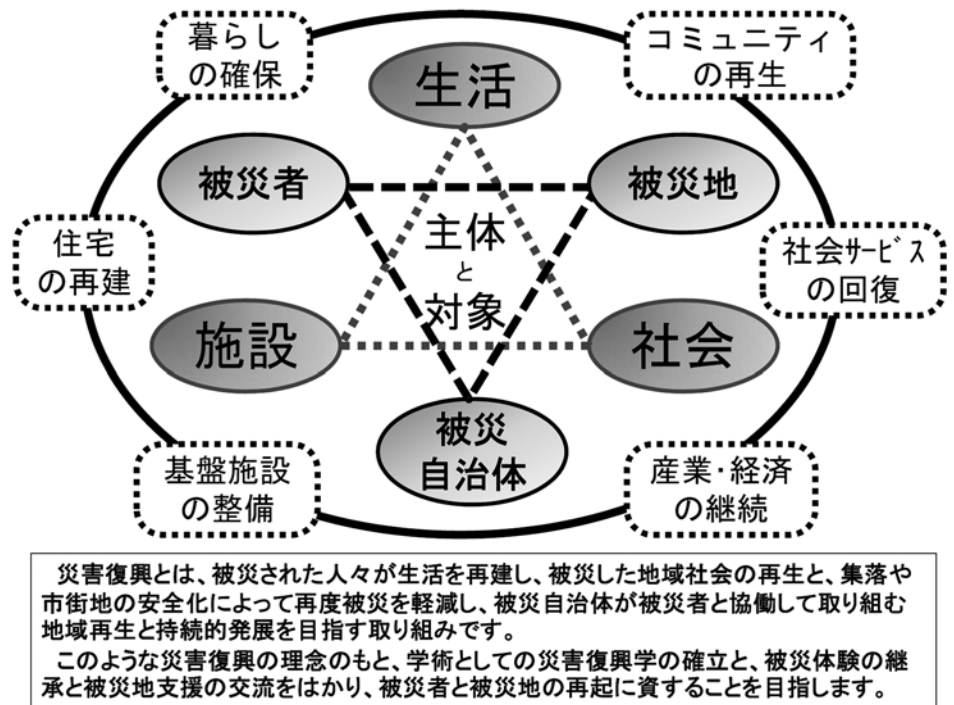 暮らし
の確保
コミュニティ
の再生
生活
被災者
被災地
主体
と
対象
住宅
の再建
社会ｻｰﾋﾞｽ
の回復
施設
社会
被災
自治体
基盤施設
の整備
産業・経済
の継続
災害復興とは、被災された人々が生活を再建し、被災した地域社会の再生と、集落や
市街地の安全化によって再度被災を軽減し、被災自治体が被災者と協働して取り組む
地域再生と持続的発展を目指す取り組みです。
このような災害復興の理念のもと、学術としての災害復興学の確立と、被災体験の継
承と被災地支援の交流をはかり、被災者と被災地の再起に資することを目指します。